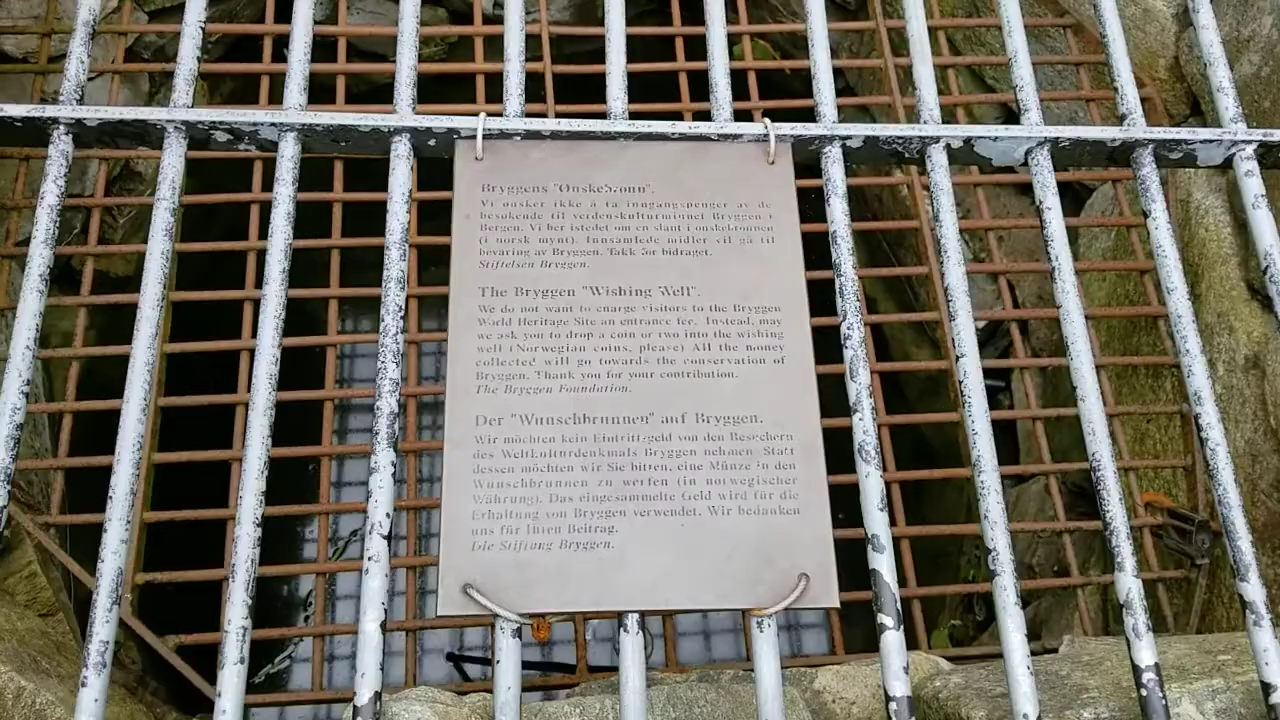 Bryggens "Ønskebrønn".
Vi ønsker ikke å ta inngangspenger av de
besøkende til verdenskulturminnet Bryggen i
Bergen. Vi ber istedet om en slant i ønskebrønnen
(i norsk mynt). Innsamlede midler vil gå til
bevaring av Bryggen. Takk for bidraget.
Stiftelsen Bryggen.
The Bryggen "Wishing Well".
We do not want to charge visitors to the Bryggen
World Heritage Site an entrance fee. Instead, may
we ask you to drop a coin or two into the wishing
well (Norwegian coins, please) All the money
collected will go towards the conservation of
Bryggen. Thank you for your contribution.
The Bryggen Foundation.
Der "Wunschbrunnen" auf Bryggen.
Wir möchten kein Eintrittsgeld von den Besuchern
des Weltkulturdenkmals Bryggen nehmen. Statt
dessen möchten wir Sie bitten, eine Münze in den
Wunschbrunnen zu werfen (in norwegischer
Währung). Das eingesammelte Geld wird für die
Erhaltung von Bryggen verwendet. Wir bedanken
uns für Ihren Beitrag.
Die Stiftung Bryggen.